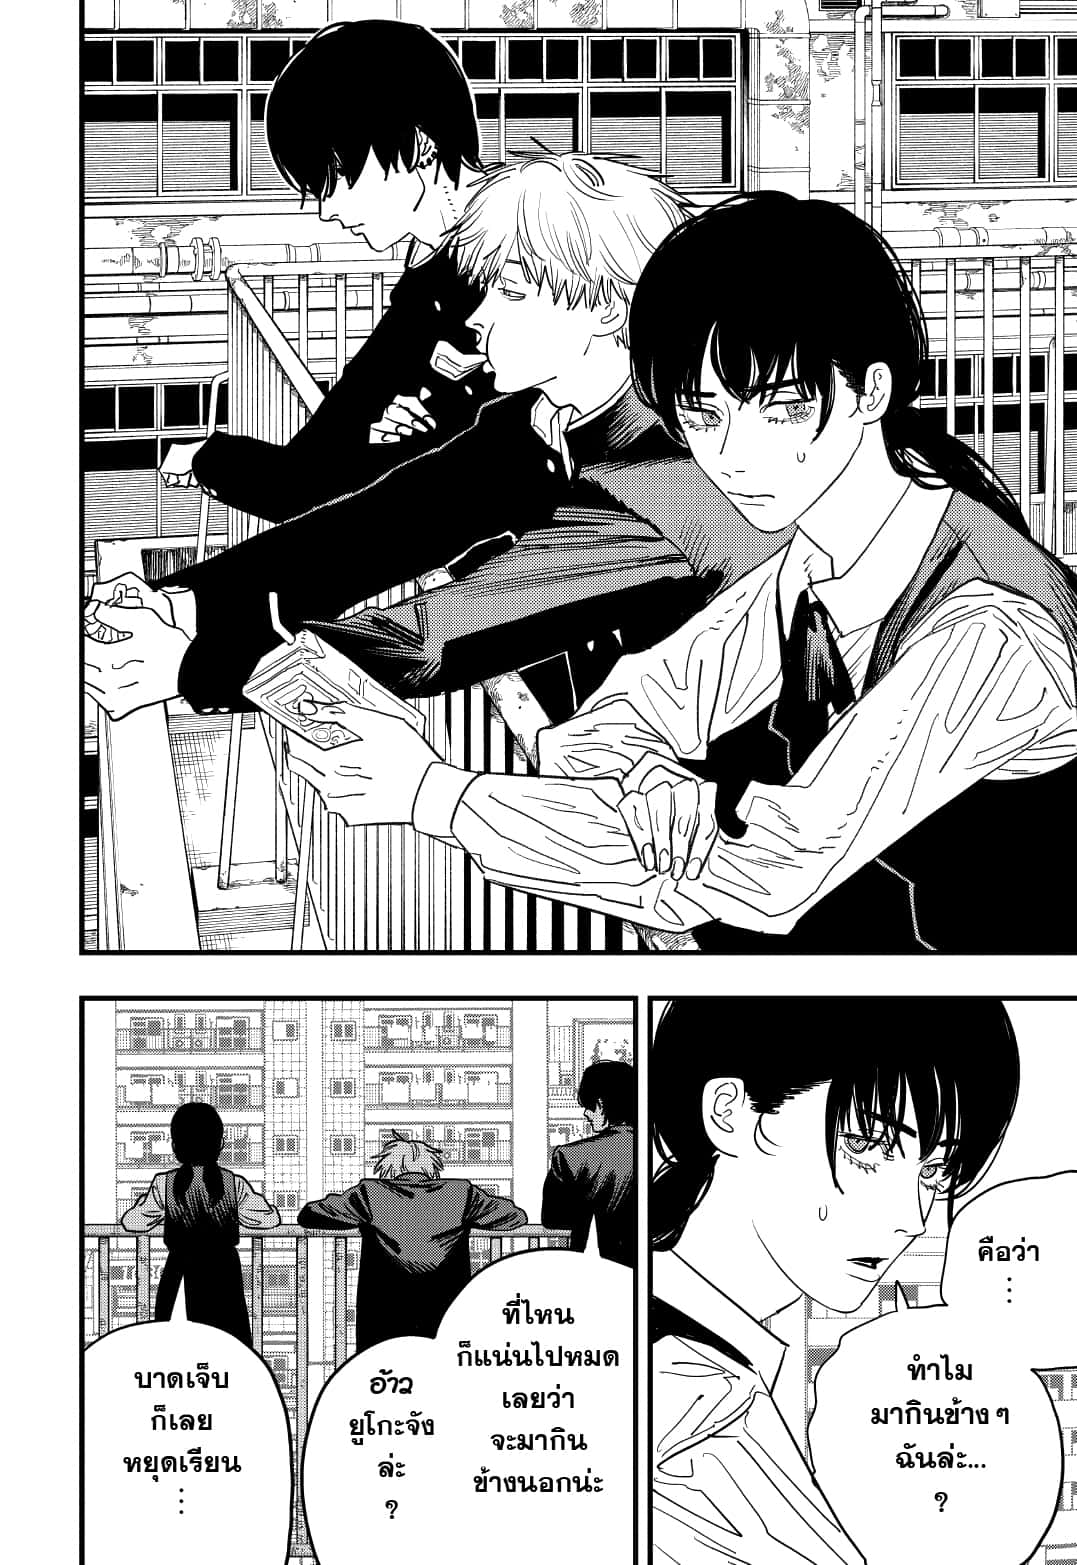 คือว่า
...
ทำไม
มากินข้างๆ
ฉันล่ะ...
?
ที่ไหน
ก็แน่นไปหมด
เลยว่า
จะมากิน
ข้างนอกน่ะ
อ้าว
ยูโกะจัง
ล่ะ
?
บาดเจ็บ
ก็เลย
หยุดเรียน
...